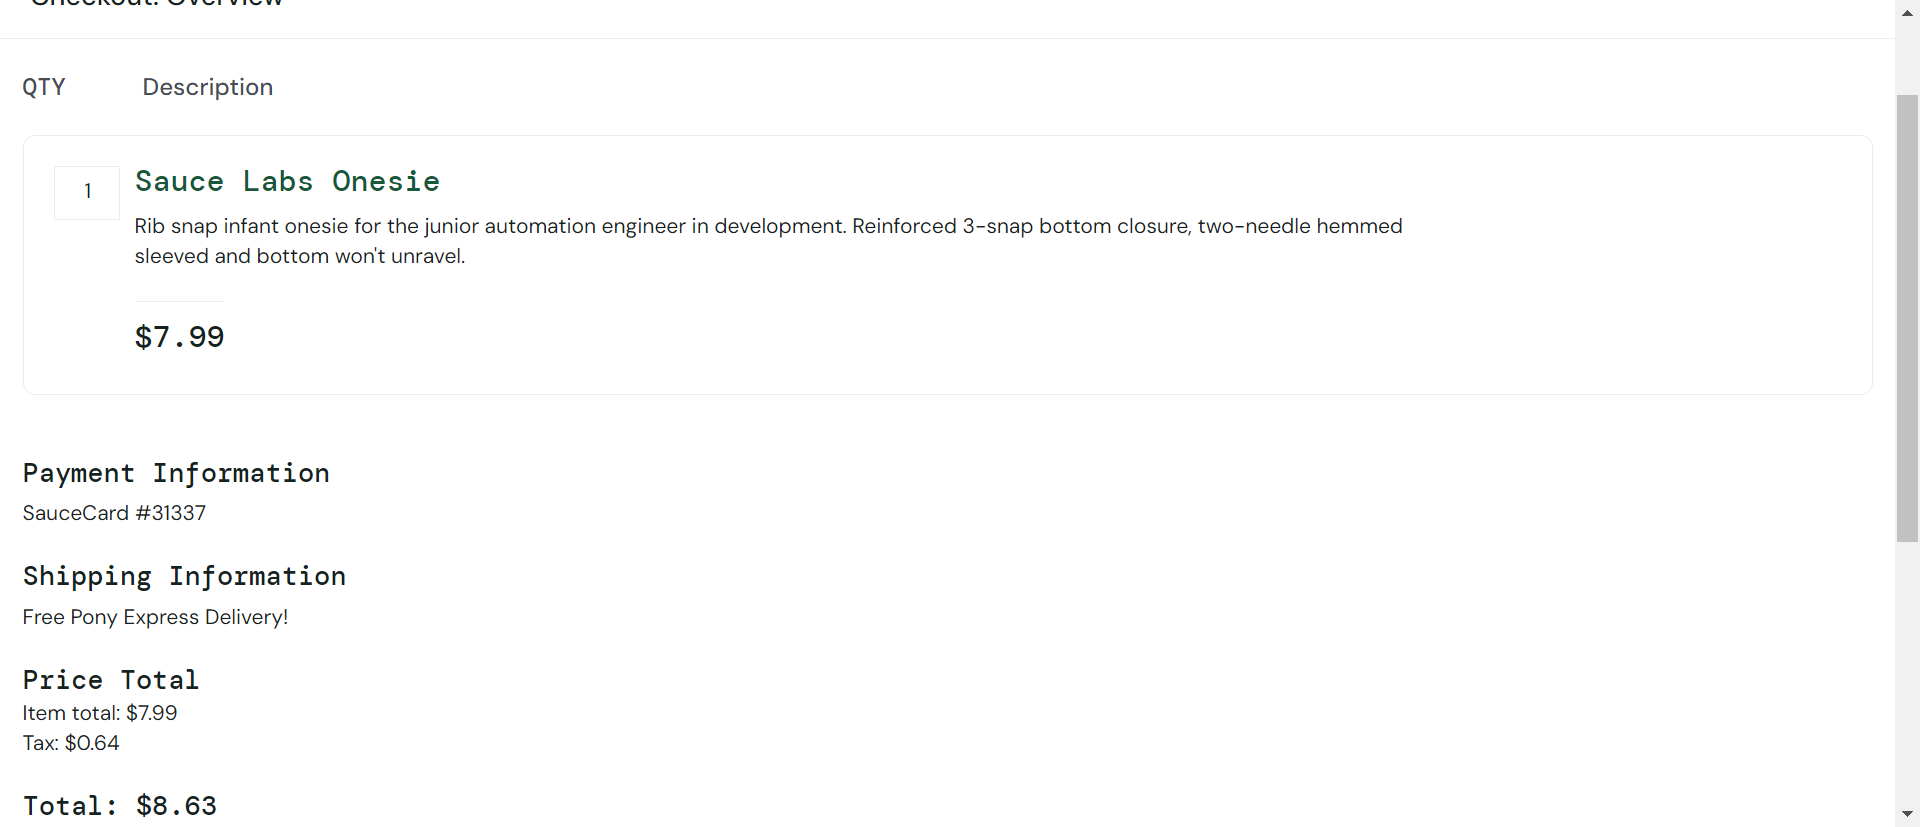 Checkout: Overview
QTY Description
1 Sauce Labs Onesie
Rib snap infant onesie for the junior automation engineer in development. Reinforced 3-snap bottom closure, two-needle hemmed
sleeved and bottom won't unravel.
$7.99
Payment Information
SauceCard #31337
Shipping Information
Free Pony Express Delivery!
Price Total
Item total: $7.99
Tax: $0.64
Total: $8.63